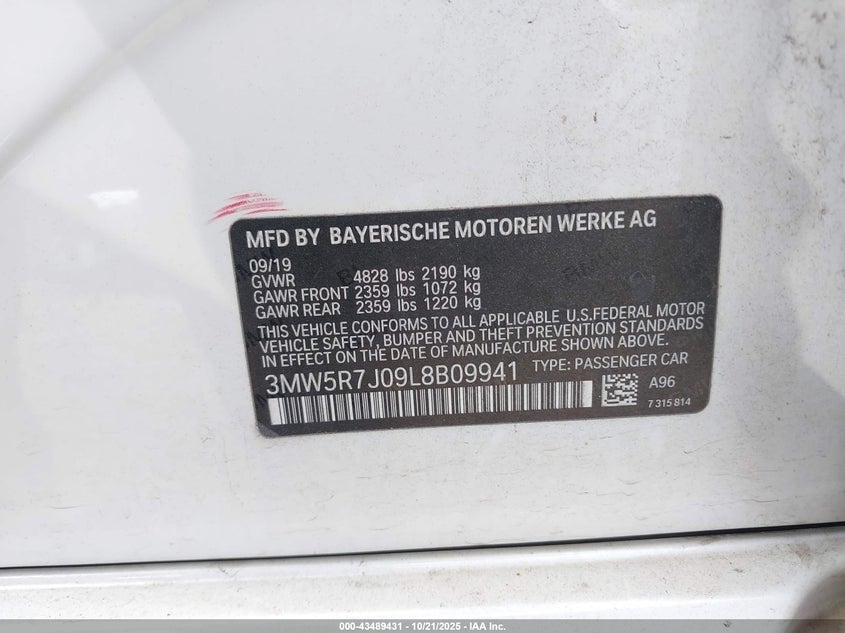 MFD BY BAYERISCHE MOTOREN WERKE AG
09/19
GVWR 4828 lbs 2190 kg
GAWR FRONT 2359 lbs 1072 kg
GAWR REAR 2359 lbs 1220 kg
THIS VEHICLE CONFORMS TO ALL APPLICABLE U.S.FEDERAL MOTOR
VEHICLE SAFETY, BUMPER AND THEFT PREVENTION STANDARDS
IN EFFECT ON THE DATE OF MANUFACTURE SHOWN ABOVE.
3MW5R7J09L8B09941 TYPE: PASSENGER CAR
A96
7 315 814
000-43489431 - 10/21/2025 - IAA Inc.